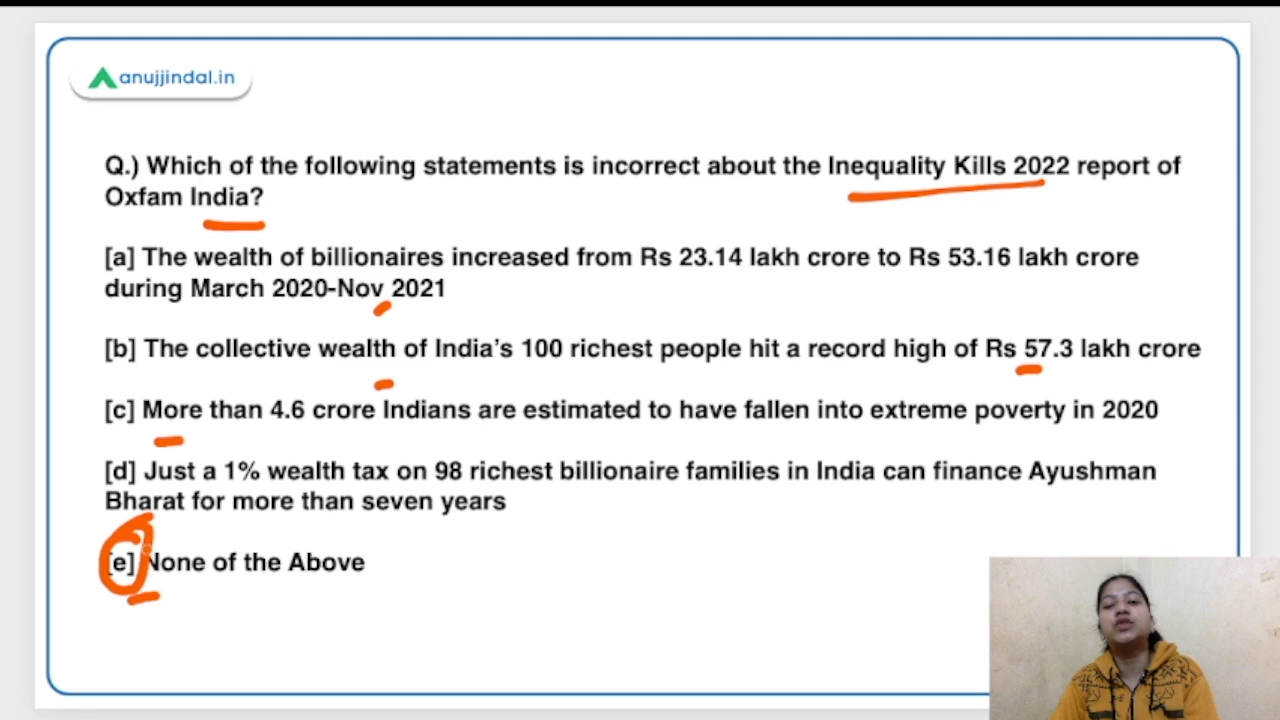 anujjindal.in
Q.) Which of the following statements is incorrect about the Inequality Kills 2022 report of
Oxfam India?
[a] The wealth of billionaires increased from Rs 23.14 lakh crore to Rs 53.16 lakh crore
during March 2020-Nov 2021
[b] The collective wealth of India’s 100 richest people hit a record high of Rs 57.3 lakh crore
[c] More than 4.6 crore Indians are estimated to have fallen into extreme poverty in 2020
[d] Just a 1% wealth tax on 98 richest billionaire families in India can finance Ayushman
Bharat for more than seven years
[e] None of the Above